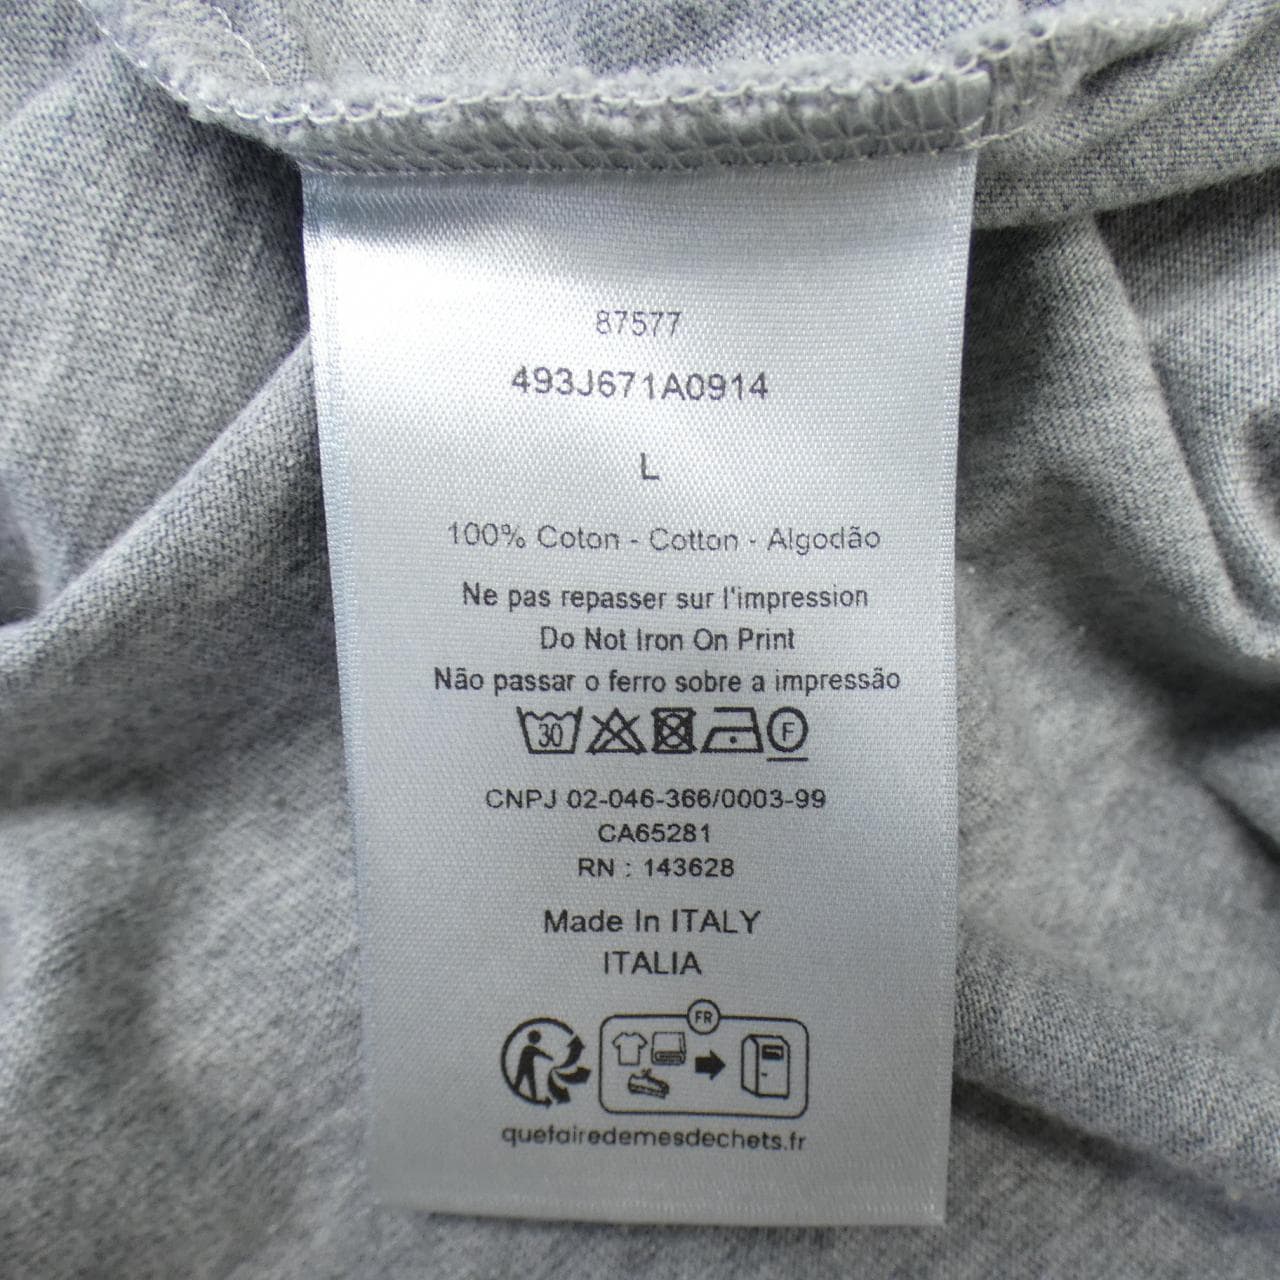 87577
493J671A0914
L
100% Coton - Cotton - Algodão
Ne pas repasser sur l'impression
Do Not Iron On Print
Não passar o ferro sobre a impressão
30 F
CNPJ 02-046-366/0003-99
CA65281
RN : 143628
Made In ITALY
ITALIA
FR
quefairedemesdechets.fr